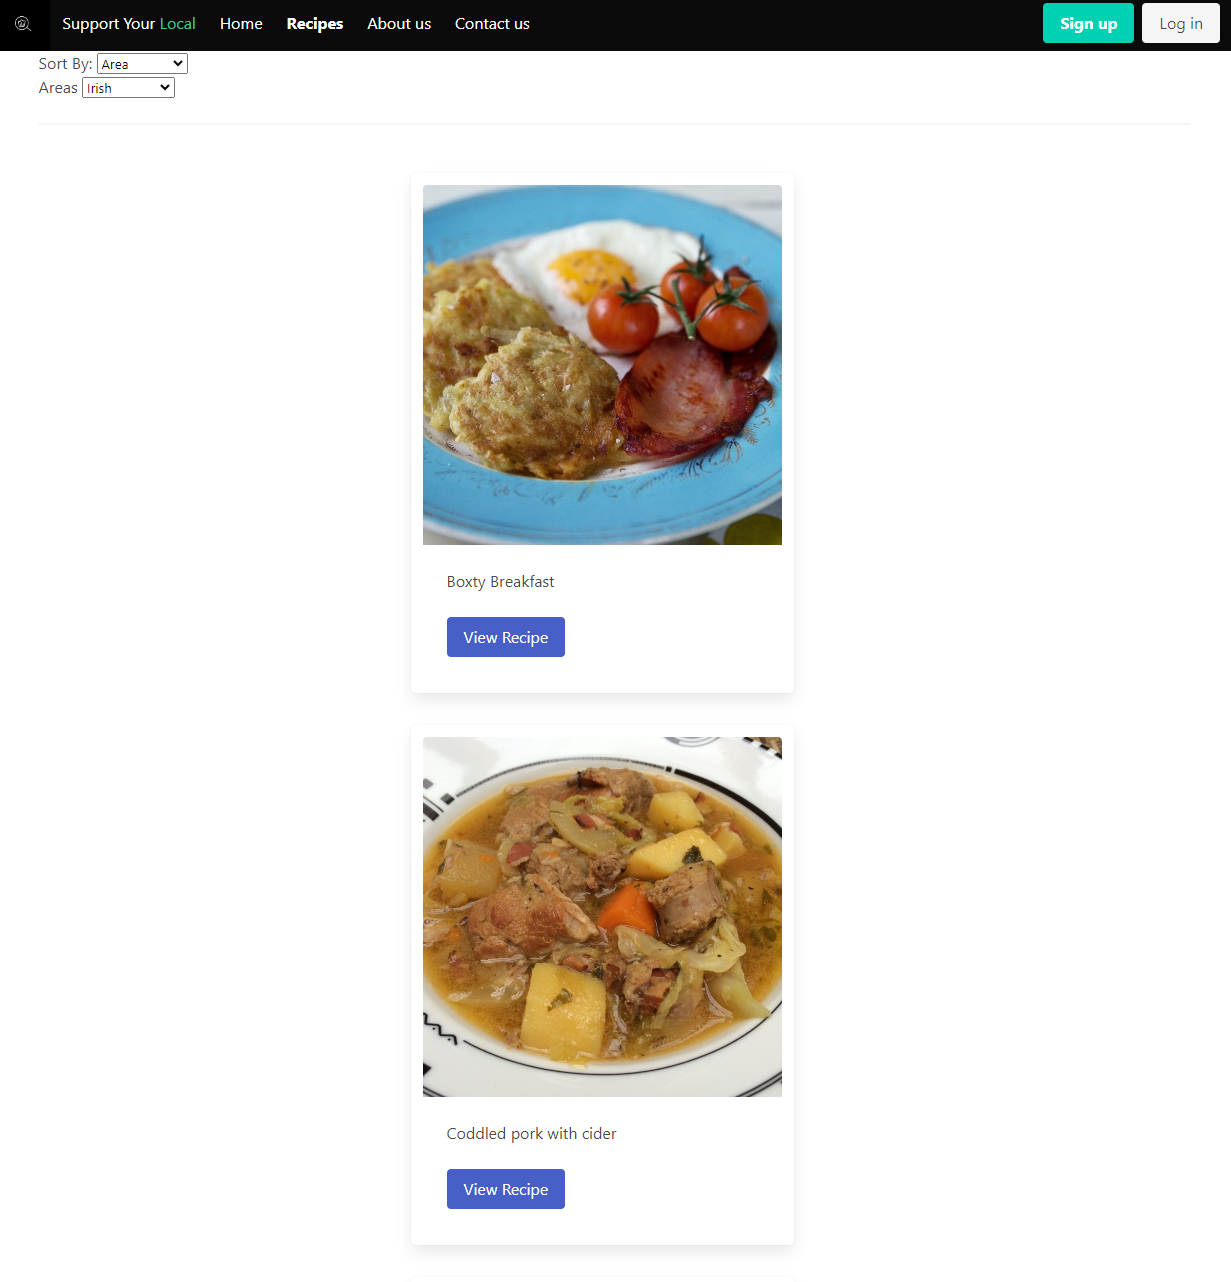 Support Your Local Home Recipes About us Contact us Sign up Log in
Sort By: Area
Areas Irish
Boxty Breakfast
View Recipe
Coddled pork with cider
View Recipe